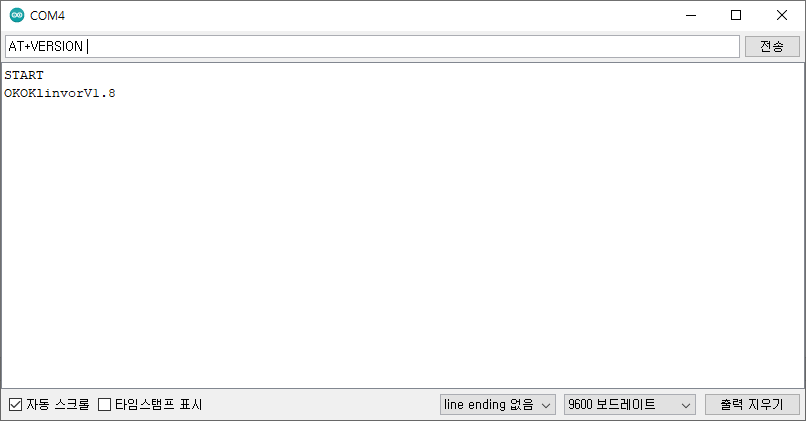 COM4
AT+VERSION
전송
START
OKOKlinvorV1.8
자동 스크롤
타임스탬프 표시
line ending 없음
9600 보드레이트
출력 지우기